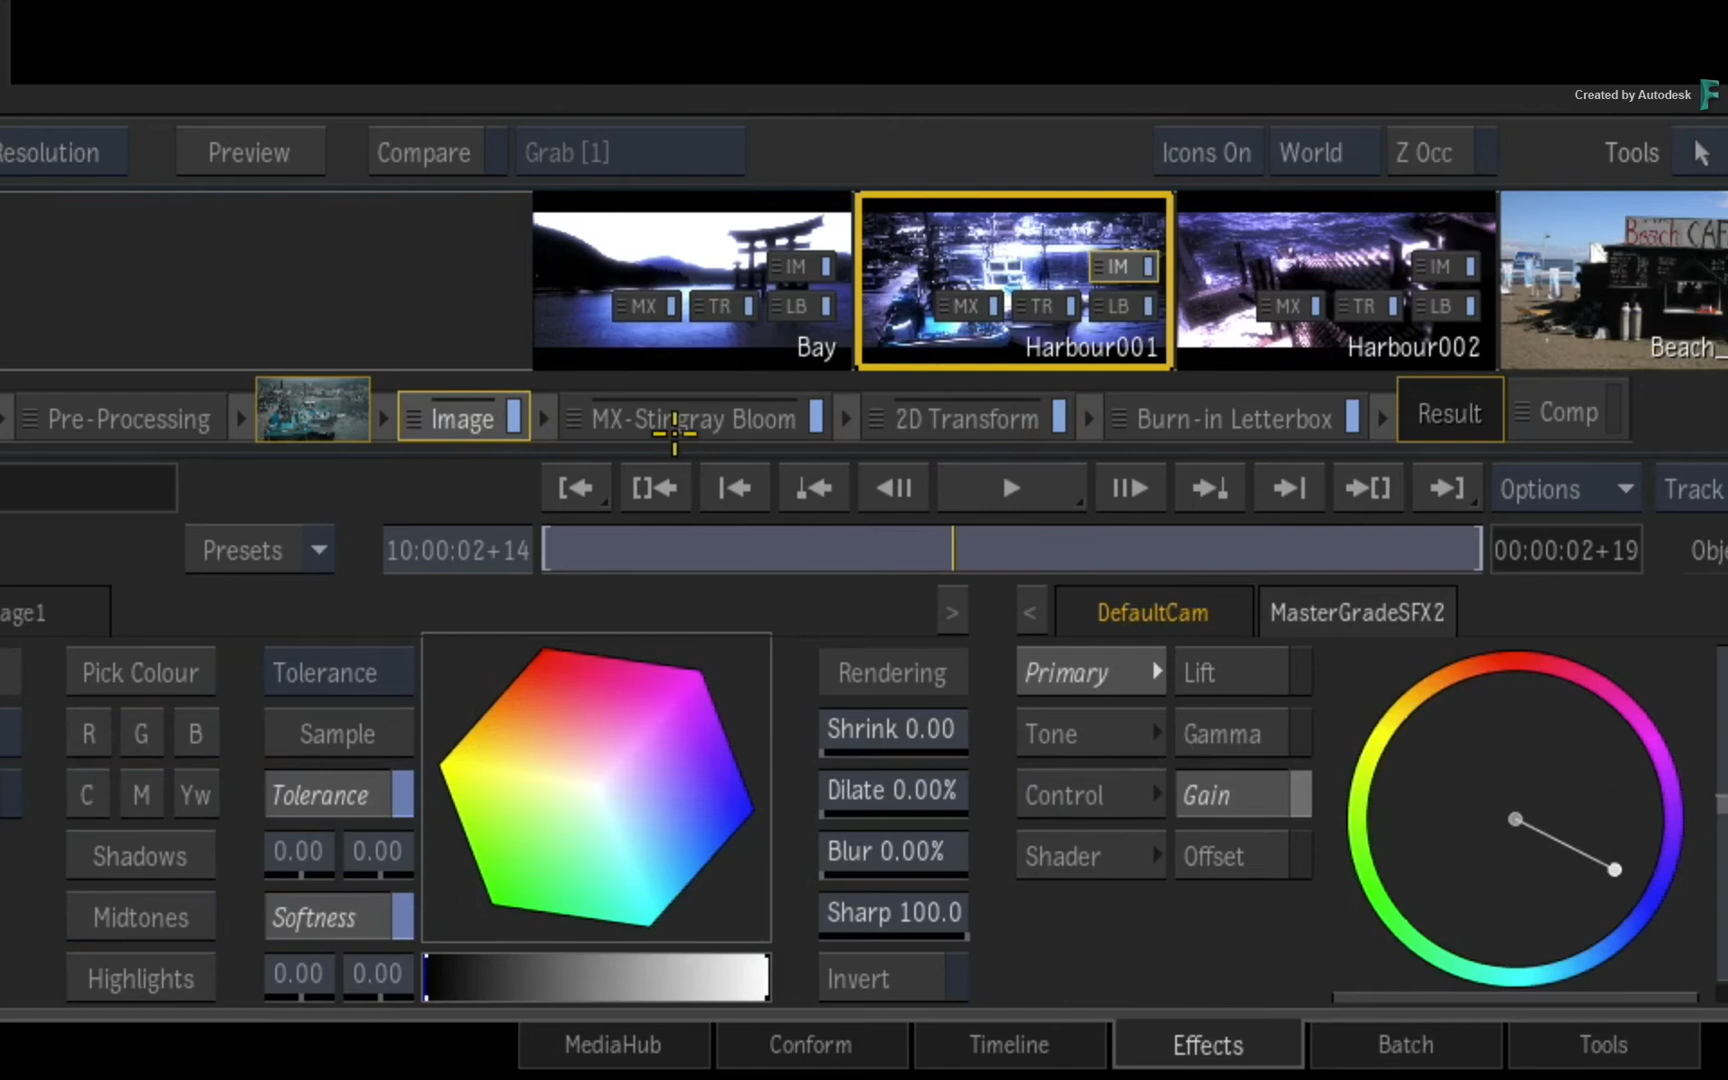 Created by Autodesk
Resolution
Preview
Compare
Grab [1]
Icons On
World
Z Occ
Tools
IM
MX
TR
LB
Bay
IM
MX
TR
LB
Harbour001
IM
MX
TR
LB
Harbour002
Beach CAF
Beach_
Pre-Processing
Image
MX-Stingray Bloom
2D Transform
Burn-in Letterbox
Result
Comp
Options
Track
Presets
10:00:02+14
00:00:02+19
Obje
age1
>
<
DefaultCam
MasterGradeSFX2
Pick Colour
Tolerance
Rendering
Primary
Lift
R
G
B
Sample
Shrink 0.00
Tone
Gamma
C
M
Yw
Tolerance
Dilate 0.00%
Control
Gain
Shadows
0.00
0.00
Blur 0.00%
Shader
Offset
Midtones
Softness
Sharp 100.0
Highlights
0.00
0.00
Invert
MediaHub
Conform
Timeline
Effects
Batch
Tools